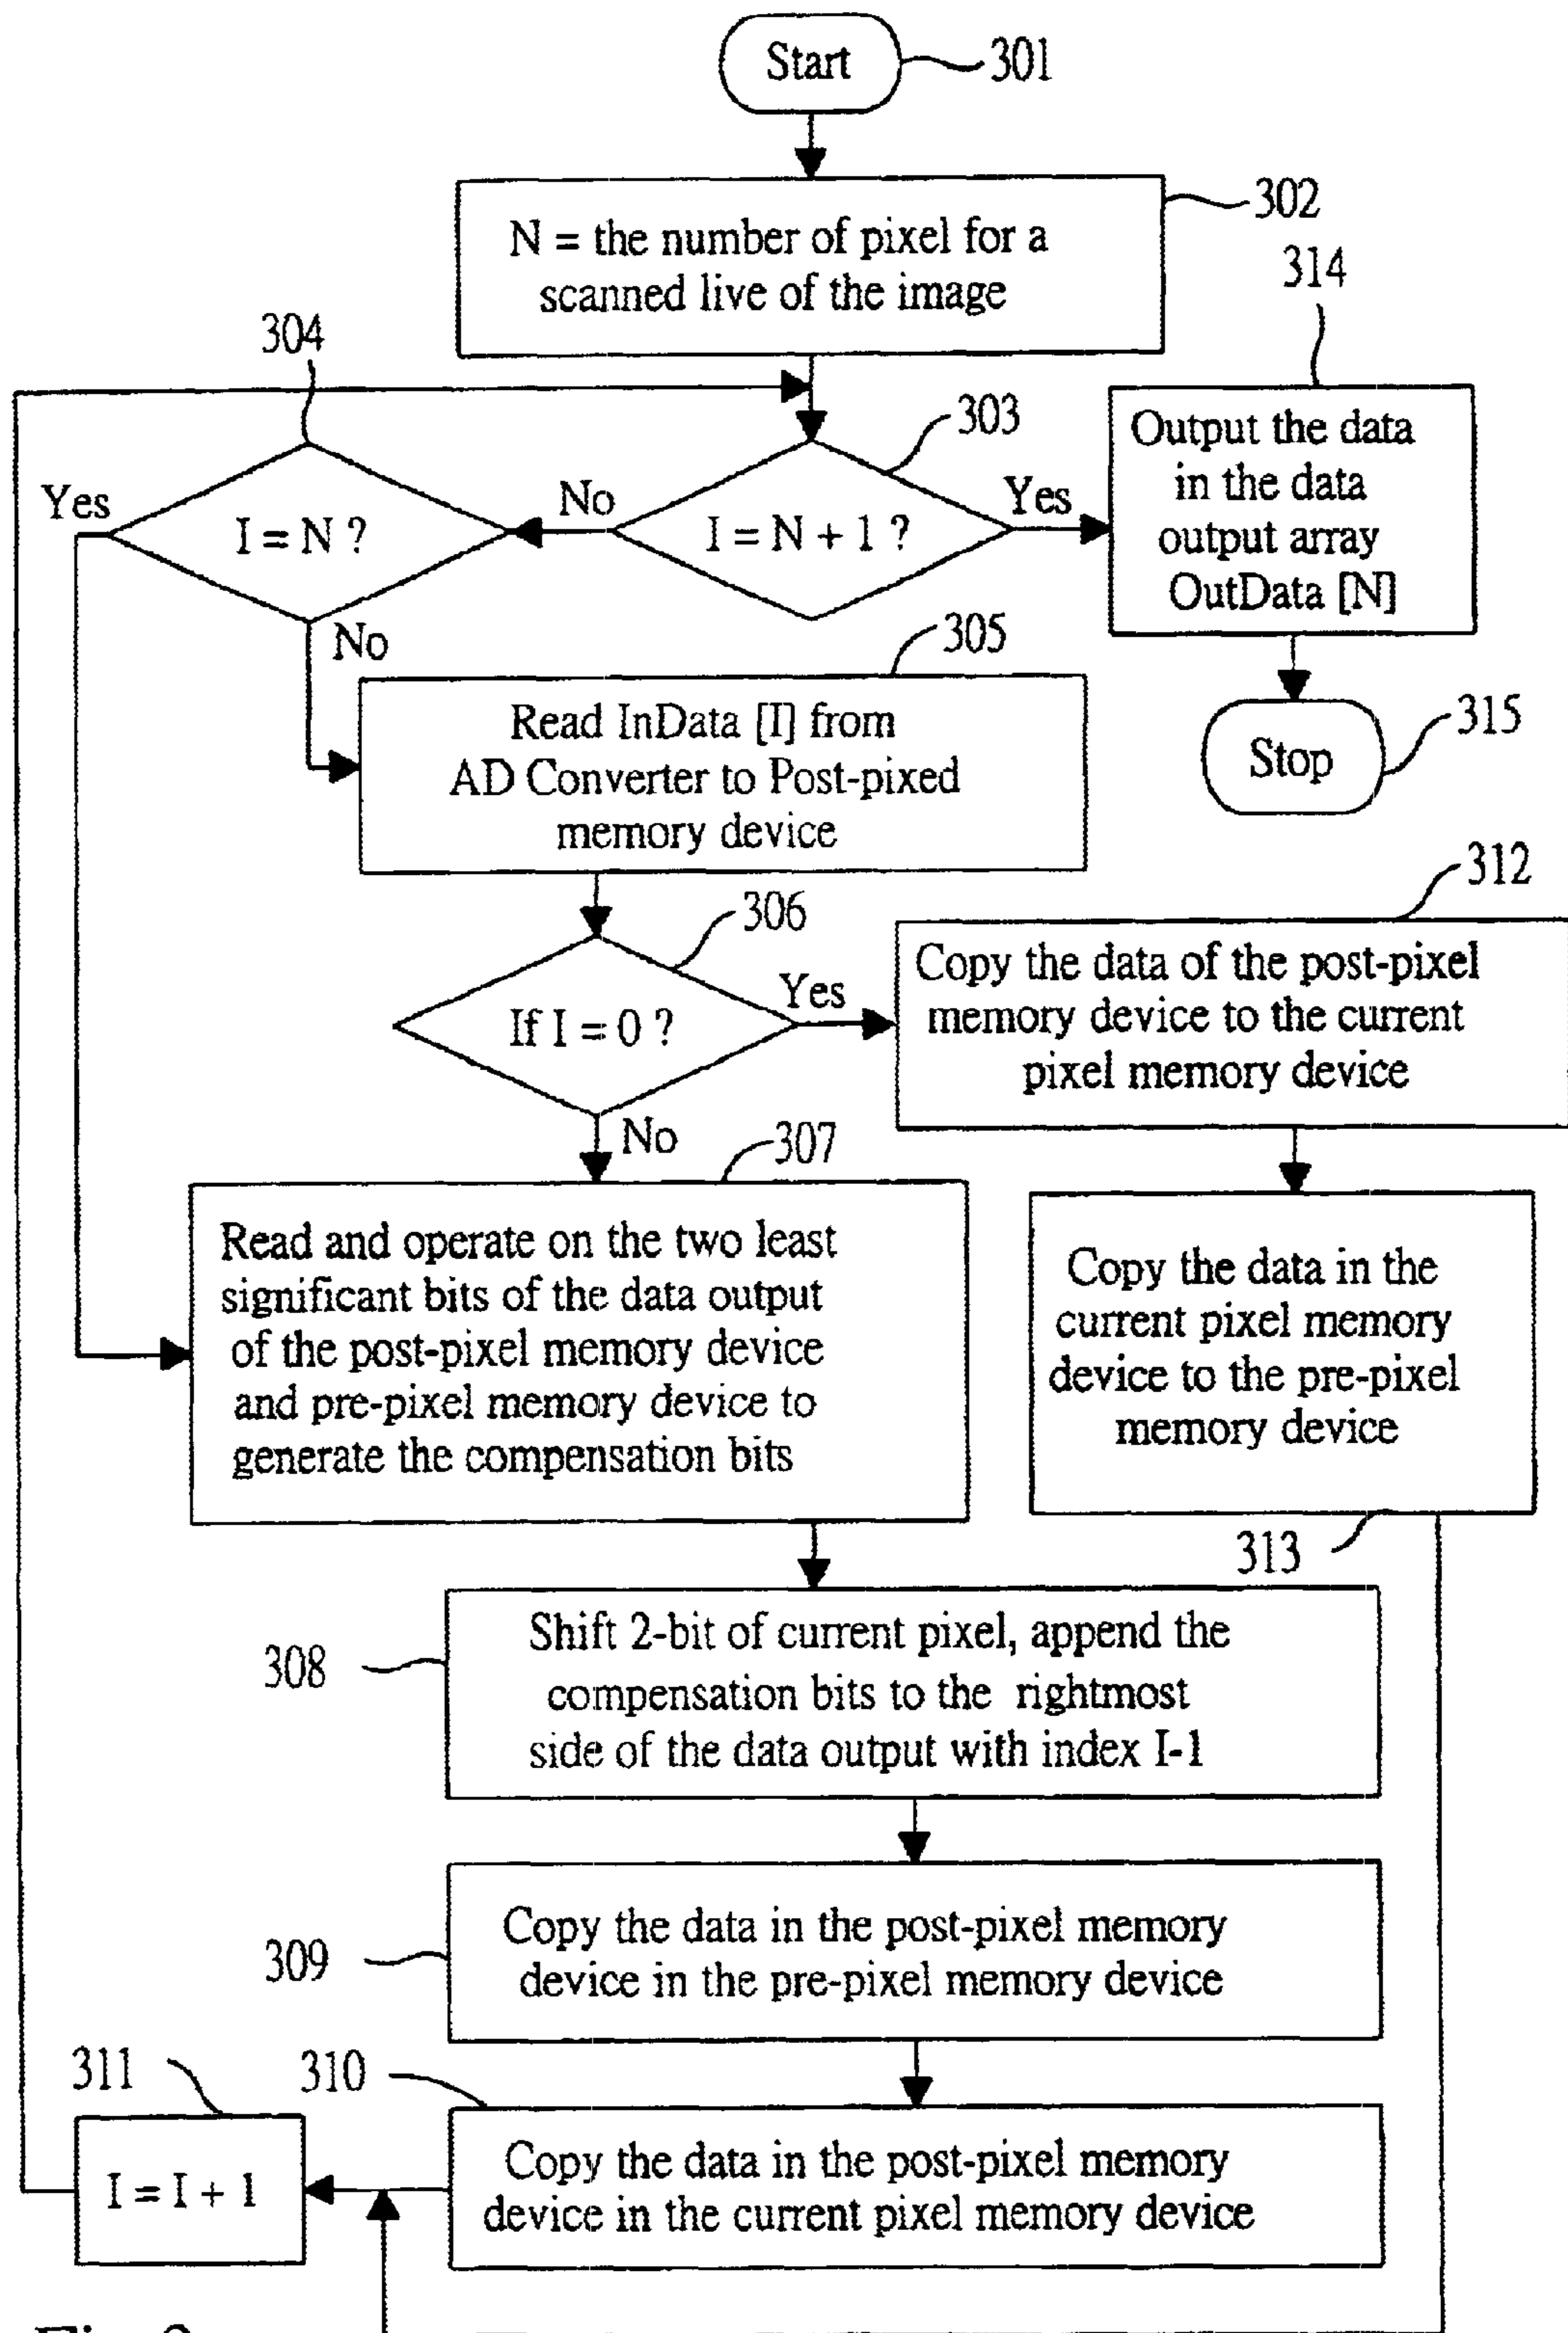 Start
301
N = the number of pixel for a
scanned live of the image
302
314
304
303
Output the data
in the data
output array
OutData [N]
Yes
I = N ?
No
I = N + 1 ?
Yes
No
305
Read InData [I] from
AD Converter to Post-pixed
memory device
Stop
315
306
312
If I = 0 ?
Yes
Copy the data of the post-pixel
memory device to the current
pixel memory device
No
307
Read and operate on the two least
significant bits of the data output
of the post-pixel memory device
and pre-pixel memory device to
generate the compensation bits
Copy the data in the
current pixel memory
device to the pre-pixel
memory device
313
308
Shift 2-bit of current pixel, append the
compensation bits to the rightmost
side of the data output with index I-1
309
Copy the data in the post-pixel memory
device in the pre-pixel memory device
311
310
I = I + 1
Copy the data in the post-pixel memory
device in the current pixel memory device